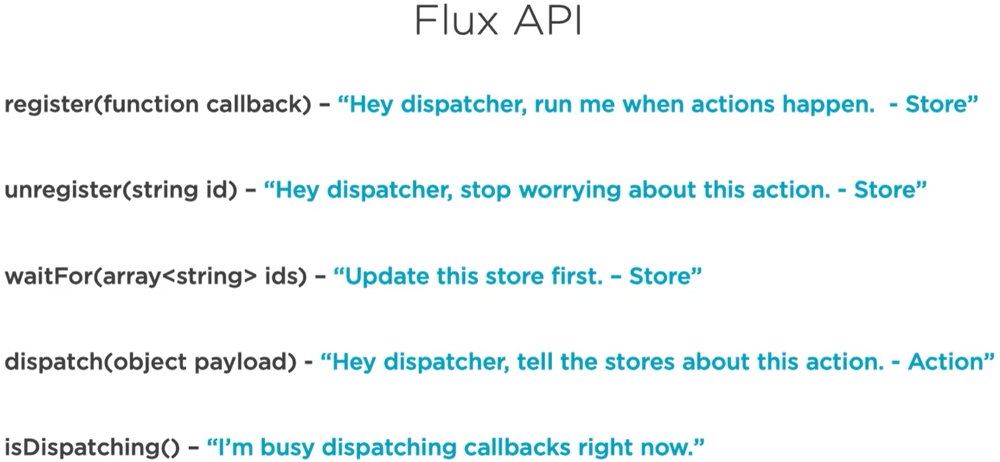 Flux API
register(function callback) – “Hey dispatcher, run me when actions happen.  - Store”
unregister(string id) – “Hey dispatcher, stop worrying about this action. - Store”
waitFor(array<string> ids) – “Update this store first. – Store”
dispatch(object payload) - “Hey dispatcher, tell the stores about this action. - Action”
isDispatching() – “I’m busy dispatching callbacks right now.”